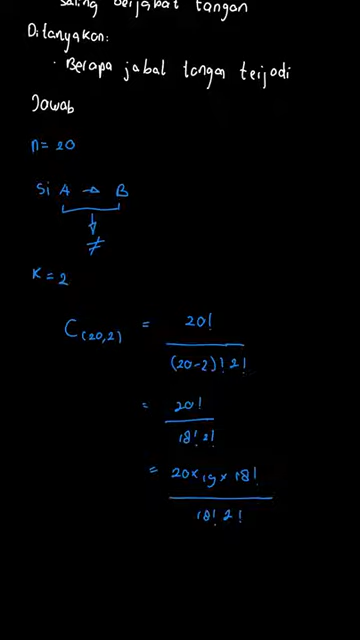 saling berjabat tangan
Ditanyakan:
· Berapa jabat tangan terjadi
Jawab
n = 20
Si A → B
≠
K = 2
C(20,2) = 20! / (20-2)! 2!
= 20! / 18! 2!
= 20 × 19 × 18! / 18! 2!